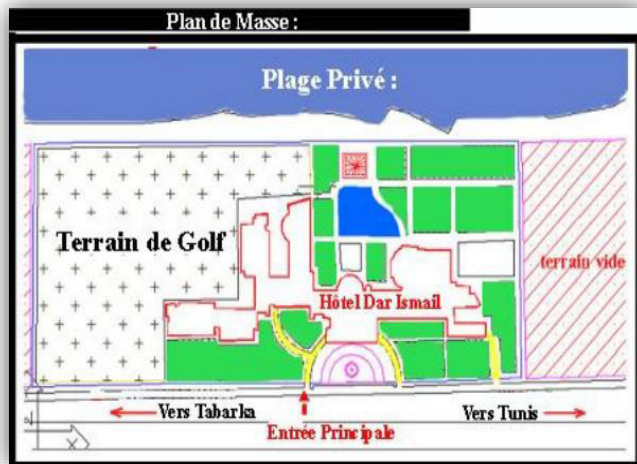 Plan de Masse :
Plage Privé :
Terrain de Golf
terrain vide
Hôtel Dar Ismail
Vers Tabarka
Vers Tunis
Entrée Principale
X